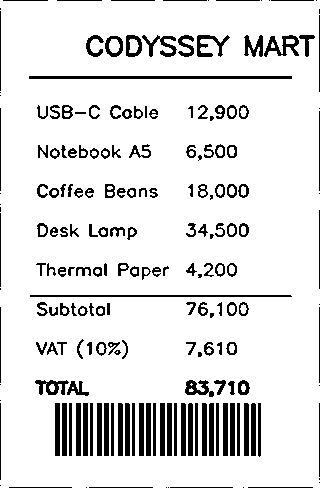 CODYSSEY MART
USB-C Cable 12,900
Notebook A5 6,500
Coffee Beans 18,000
Desk Lamp 34,500
Thermal Paper 4,200
Subtotal 76,100
VAT (10%) 7,610
TOTAL 83,710